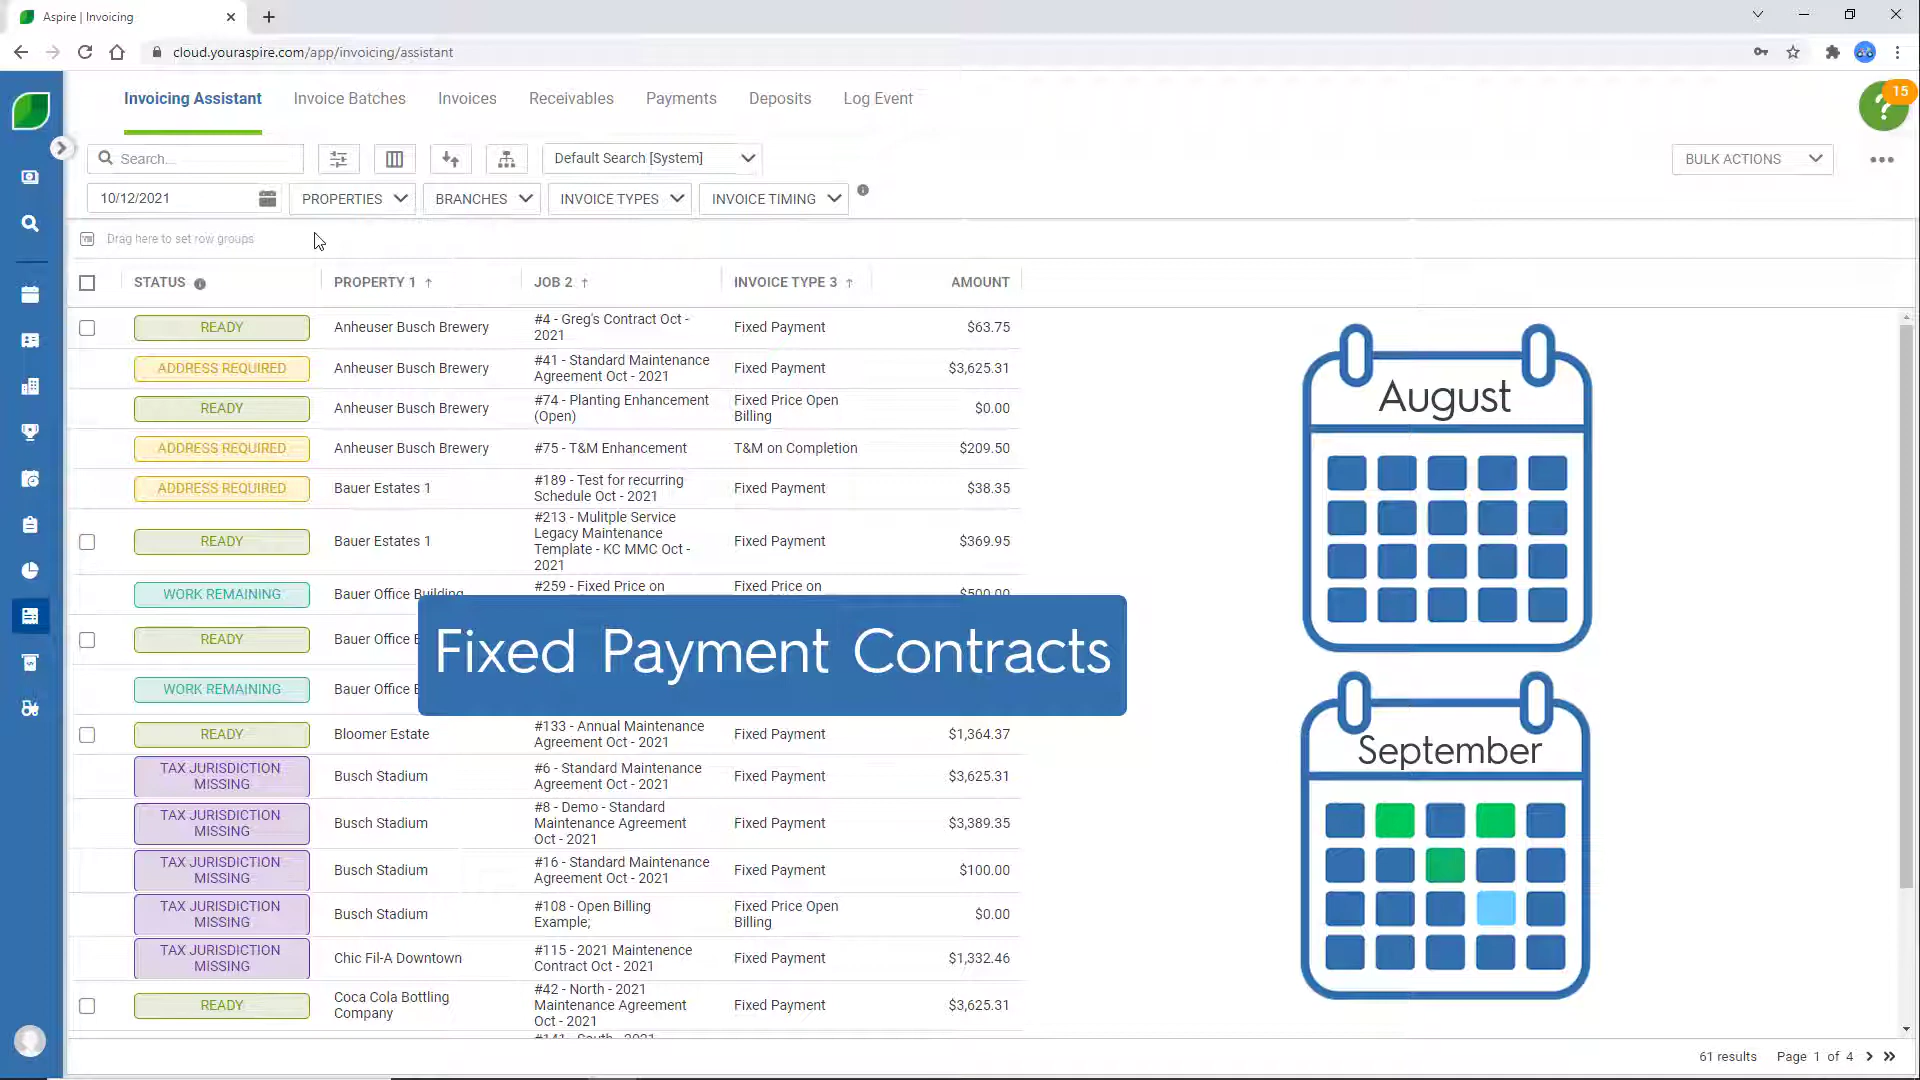 Aspire | Invoicing
cloud.youraspire.com/app/invoicing/assistant
Invoicing Assistant Invoice Batches Invoices Receivables Payments Deposits Log Event
15
?
Search... Default Search [System] BULK ACTIONS
10/12/2021 PROPERTIES BRANCHES INVOICE TYPES INVOICE TIMING
Drag here to set row groups
STATUS PROPERTY 1 JOB 2 INVOICE TYPE 3 AMOUNT
READY Anheuser Busch Brewery #4 - Greg's Contract Oct - Fixed Payment $63.75
2021
ADDRESS REQUIRED Anheuser Busch Brewery #41 - Standard Maintenance Fixed Payment $3,625.31
Agreement Oct - 2021
READY Anheuser Busch Brewery #74 - Planting Enhancement Fixed Price Open $0.00
(Open) Billing
ADDRESS REQUIRED Anheuser Busch Brewery #75 - T&M Enhancement T&M on Completion $209.50
ADDRESS REQUIRED Bauer Estates 1 #189 - Test for recurring Fixed Payment $38.35
Schedule Oct - 2021
READY Bauer Estates 1 #213 - Mulitple Service Fixed Payment $369.95
Legacy Maintenance
Template - KC MMC Oct -
2021
WORK REMAINING Bauer Office Building #259 - Fixed Price on Fixed Price on $500.00
READY Bauer Office
WORK REMAINING Bauer Office
Fixed Payment Contracts
READY Bloomer Estate #133 - Annual Maintenance Fixed Payment $1,364.37
Agreement Oct - 2021
TAX JURISDICTION MISSING Busch Stadium #6 - Standard Maintenance Fixed Payment $3,625.31
Agreement Oct - 2021
TAX JURISDICTION MISSING Busch Stadium #8 - Demo - Standard Fixed Payment $3,389.35
Maintenance Agreement
Oct - 2021
TAX JURISDICTION MISSING Busch Stadium #16 - Standard Maintenance Fixed Payment $100.00
Agreement Oct - 2021
TAX JURISDICTION MISSING Busch Stadium #108 - Open Billing Fixed Price Open $0.00
Example; Billing
TAX JURISDICTION MISSING Chic Fil-A Downtown #115 - 2021 Maintenence Fixed Payment $1,332.46
Contract Oct - 2021
READY Coca Cola Bottling #42 - North - 2021 Fixed Payment $3,625.31
Company Maintenance Agreement
Oct - 2021
#141 - South - 2021
August
September
61 results Page 1 of 4